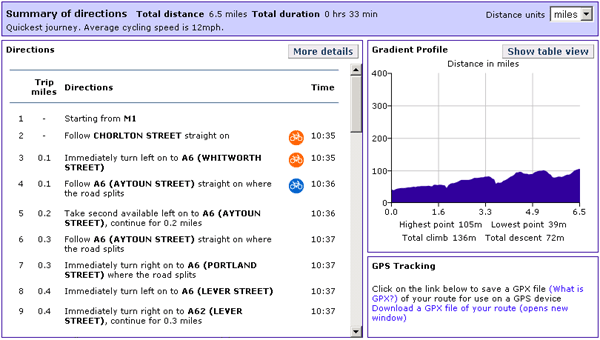 Summary of directions Total distance 6.5 miles Total duration 0 hrs 33 min
Quickest journey. Average cycling speed is 12mph.
Distance units miles
Directions
More details
Trip miles Directions Time
1 - Starting from M1
2 - Follow CHORLTON STREET straight on 10:35
3 0.1 Immediately turn left on to A6 (WHITWORTH
STREET) 10:35
4 0.1 Follow A6 (AYTOUN STREET) straight on where
the road splits 10:36
5 0.2 Take second available left on to A6 (AYTOUN
STREET), continue for 0.2 miles 10:36
6 0.3 Follow A6 (AYTOUN STREET) straight on where
the road splits 10:37
7 0.3 Immediately turn right on to A6 (PORTLAND
STREET) where the road splits 10:37
8 0.4 Immediately turn left on to A6 (LEVER STREET) 10:37
9 0.4 Immediately turn right on to A62 (LEVER
STREET), continue for 0.3 miles 10:37
Gradient Profile
Show table view
Distance in miles
400
300
200
100
0
0.0 1.6 3.3 4.9 6.5
Highest point 105m Lowest point 39m
Total climb 136m Total descent 72m
GPS Tracking
Click on the link below to save a GPX file (What is
GPX?) of your route for use on a GPS device
Download a GPX file of your route (opens new
window)